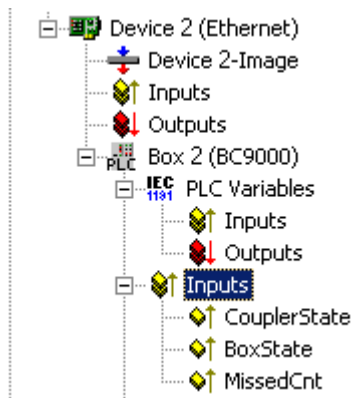 Device 2 (Ethernet)
Device 2-Image
Inputs
Outputs
PLC Box 2 (BC9000)
IEC 1131 PLC Variables
Inputs
Outputs
Inputs
CouplerState
BoxState
MissedCnt